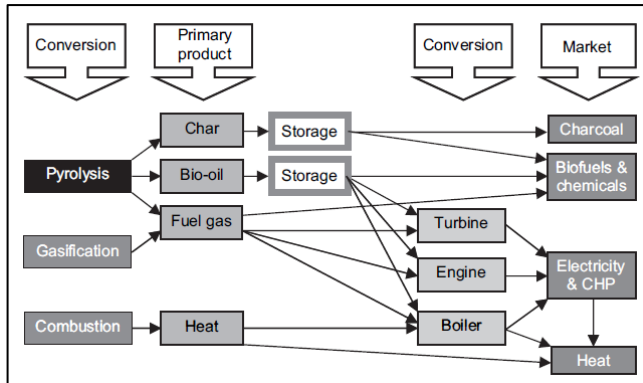 Conversion
Primary
product
Conversion
Market
Char
Storage
Charcoal
Pyrolysis
Bio-oil
Storage
Biofuels &
chemicals
Fuel gas
Turbine
Gasification
Engine
Electricity
& CHP
Combustion
Heat
Boiler
Heat